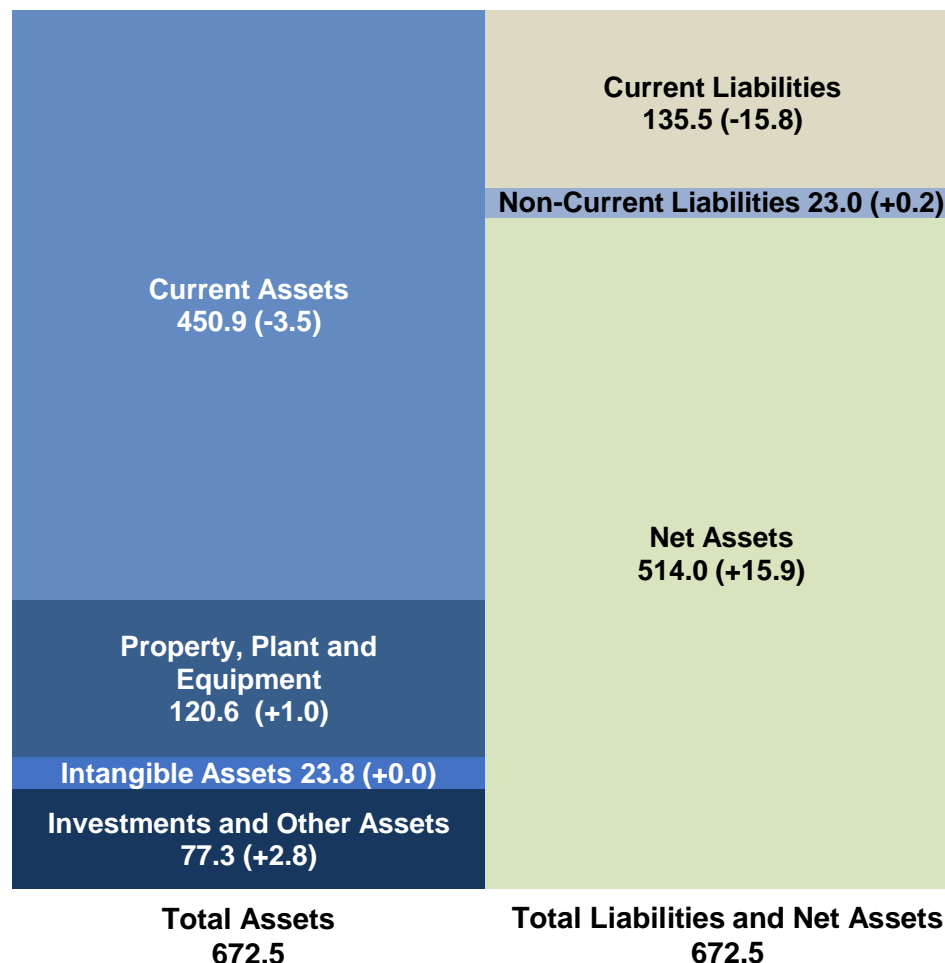 Current Assets
450.9 (-3.5)
Property, Plant and
Equipment
120.6  (+1.0)
Intangible Assets 23.8 (+0.0)
Investments and Other Assets
77.3 (+2.8)
Total Assets
672.5
Current Liabilities
135.5 (-15.8)
Non-Current Liabilities 23.0 (+0.2)
Net Assets
514.0 (+15.9)
Total Liabilities and Net Assets
672.5